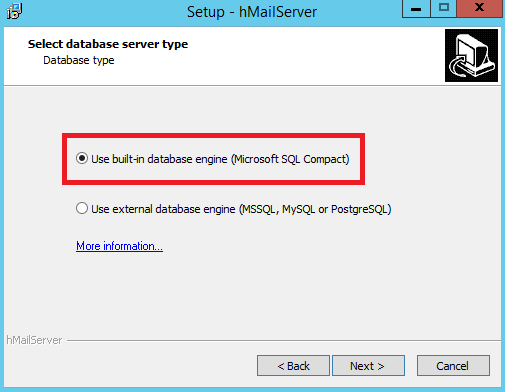 Setup - hMailServer
Select database server type
Database type
Use built-in database engine (Microsoft SQL Compact)
Use external database engine (MSSQL, MySQL or PostgreSQL)
More information...
hMailServer
< Back
Next >
Cancel